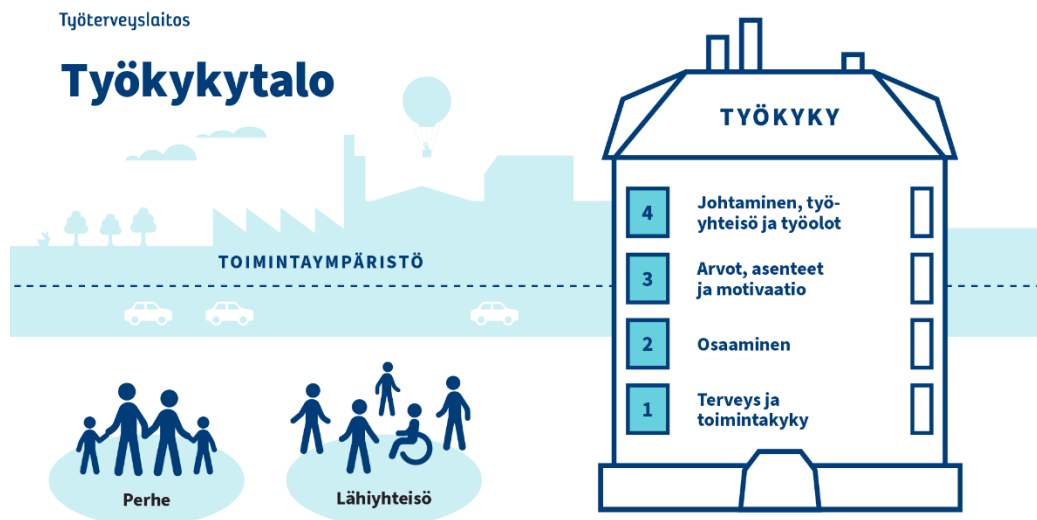 Työterveyslaitos
Työkykytalo
TYÖKYKY
4
Johtaminen, työ-
yhteisö ja työolot
3
Arvot, asenteet
ja motivaatio
2
Osaaminen
1
Terveys ja
toimintakyky
TOIMINTAYMPÄRISTÖ
Perhe
Lähiyhteisö